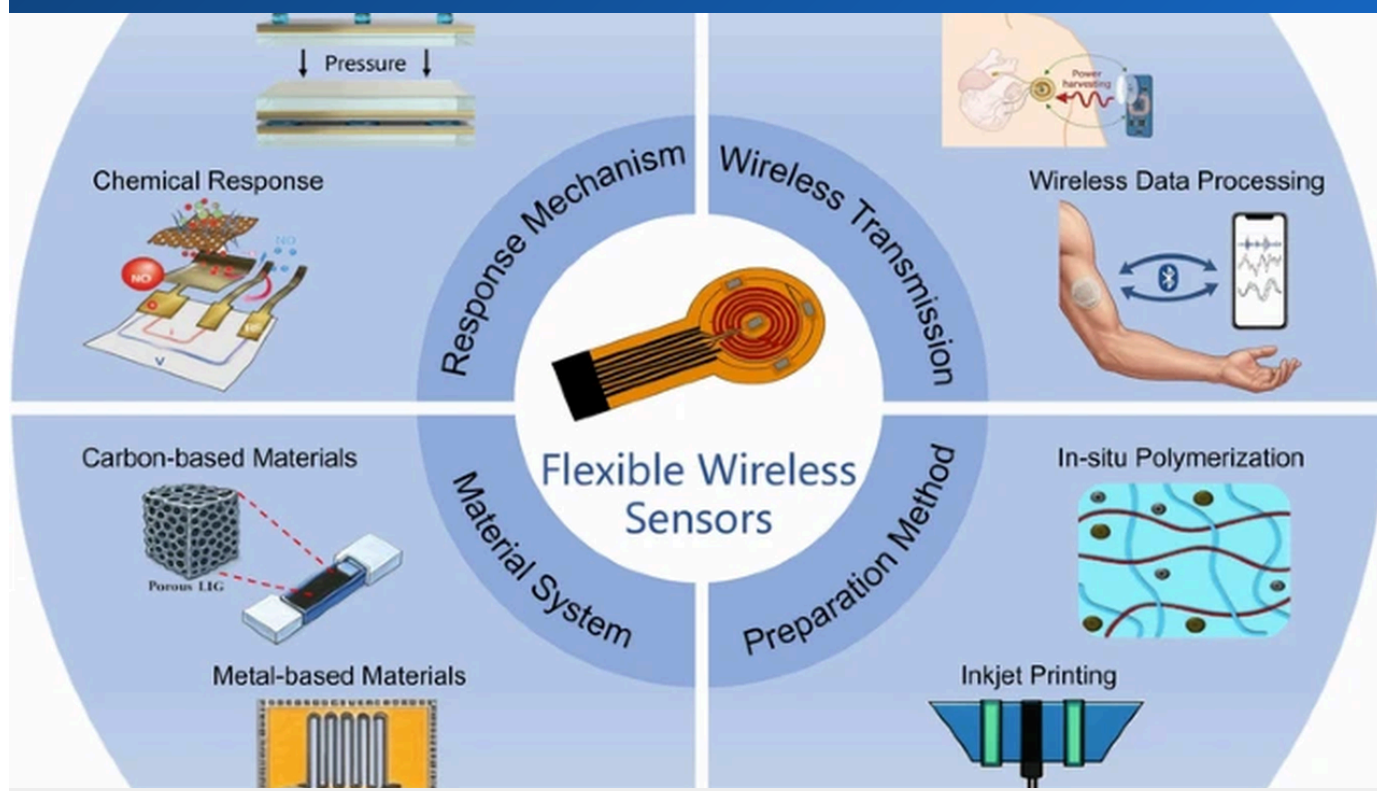 Pressure
Power
harvesting
Chemical Response
Wireless Data Processing
Response Mechanism
Wireless Transmission
NO
NO
Flexible Wireless
Sensors
Carbon-based Materials
In-situ Polymerization
Porous LIG
Material System
Preparation Method
Metal-based Materials
Inkjet Printing